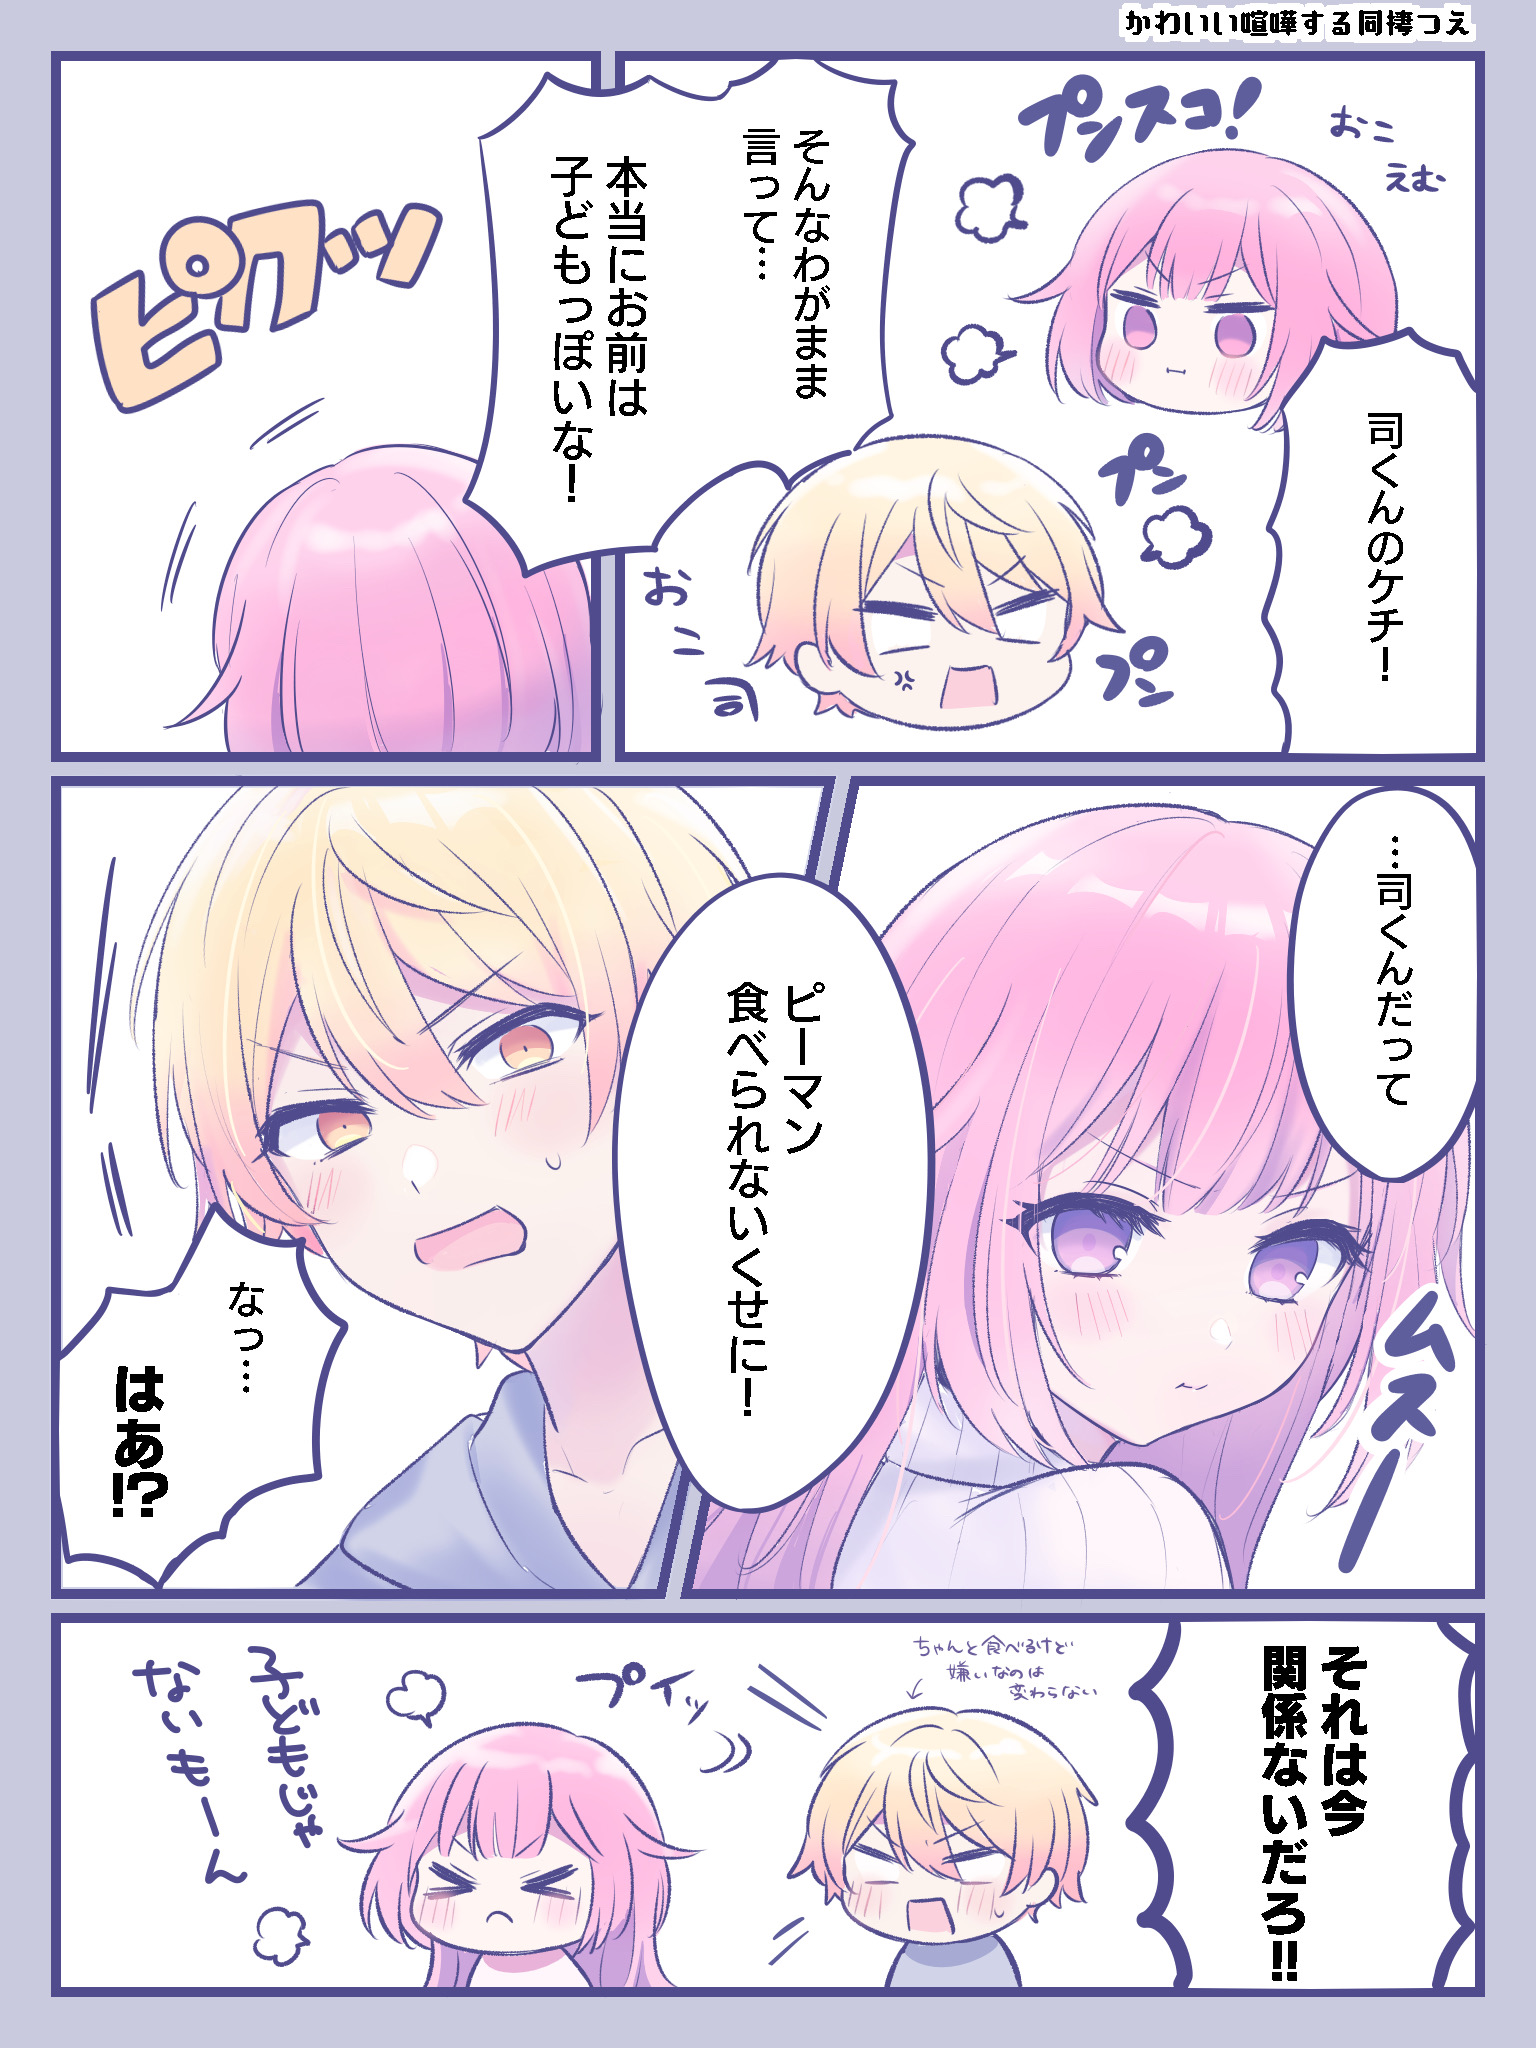 かわいい喧嘩する同棲つえ
おこ
えむ
プンスコ!
司くんのケチ!
プン
プン
そんなわがまま
言って…
おこ
司
本当にお前は
子どもっぽいな!
ピクッッ
…司くんだって
ムスー
ピーマン
食べられないくせに!
なっ…
はあ!?
それは今
関係ないだろ!!
ちゃんと食べるけど
嫌いなのは
変わらない
プイッ
子どもじゃ
ないもーん